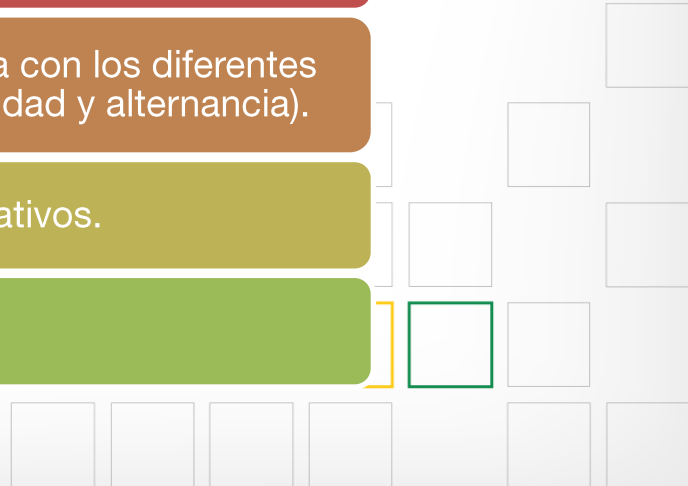 a con los diferentes
dad y alternancia).
ativos.